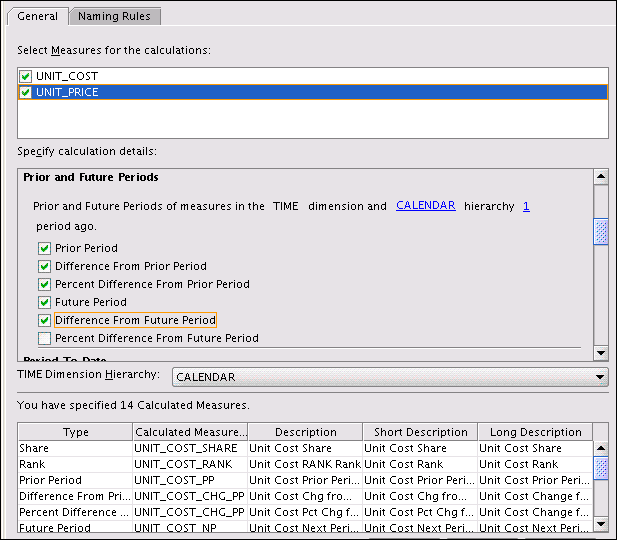 General Naming Rules
Select Measures for the calculations:
UNIT_COST
UNIT_PRICE
Specify calculation details:
Prior and Future Periods
Prior and Future Periods of measures in the TIME dimension and CALENDAR hierarchy 1
period ago.
Prior Period
Difference From Prior Period
Percent Difference From Prior Period
Future Period
Difference From Future Period
Percent Difference From Future Period
Period To Date
TIME Dimension Hierarchy: CALENDAR
You have specified 14 Calculated Measures.
Type Calculated Measure... Description Short Description Long Description
Share UNIT_COST_SHARE Unit Cost Share Unit Cost Share Unit Cost Share
Rank UNIT_COST_RANK Unit Cost RANK Rank Unit Cost Rank Unit Cost Rank
Prior Period UNIT_COST_PP Unit Cost Prior Peri... Unit Cost Prior Peri... Unit Cost Prior Peri...
Difference From Pri... UNIT_COST_CHG_PP Unit Cost Chg fro... Unit Cost Chg fro... Unit Cost Change f...
Percent Difference ... UNIT_COST_CHG_PP Unit Cost Pct Chg f... Unit Cost Pct Chg f... Unit Cost Change f...
Future Period UNIT_COST_NP Unit Cost Next Peri... Unit Cost Next Peri... Unit Cost Next Peri...